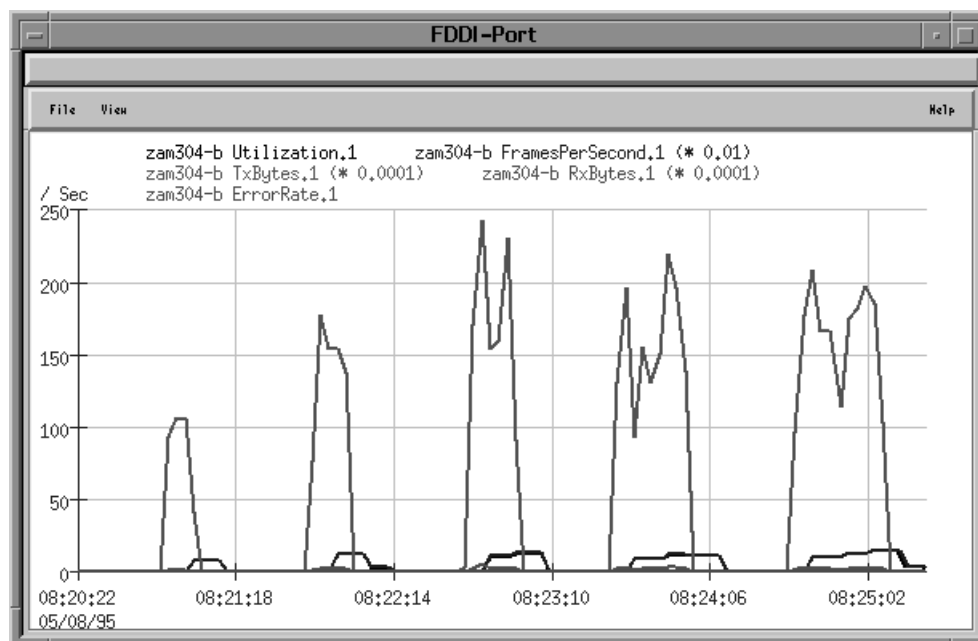 FDDI-Port
File View Help
zam304-b Utilization.1 zam304-b FramesPerSecond.1 (* 0.01)
zam304-b TxBytes.1 (* 0.0001) zam304-b RxBytes.1 (* 0.0001)
/ Sec zam304-b ErrorRate.1
250
200
150
100
50
0
08:20:22 08:21:18 08:22:14 08:23:10 08:24:06 08:25:02
05/08/95